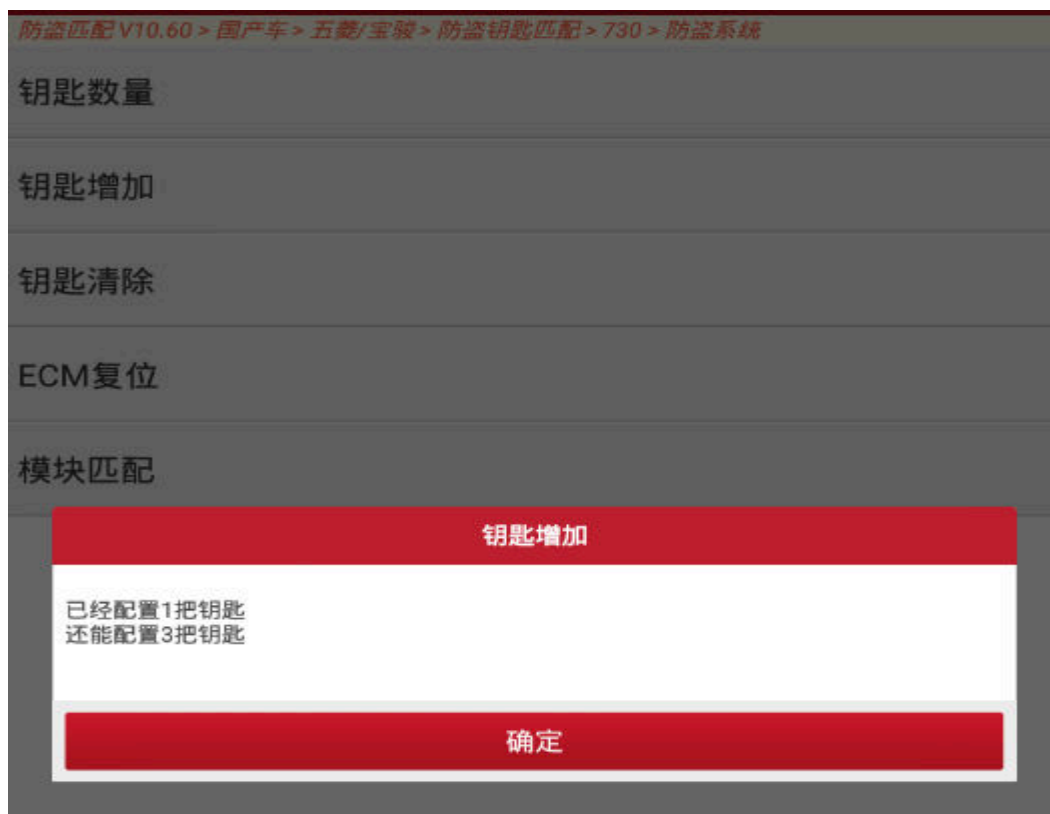 防盗匹配 V10.60 > 国产车 > 五菱/宝骏 > 防盗钥匙匹配 > 730 > 防盗系统
钥匙数量
钥匙增加
钥匙清除
ECM复位
模块匹配
钥匙增加
已经配置1把钥匙
还能配置3把钥匙
确定